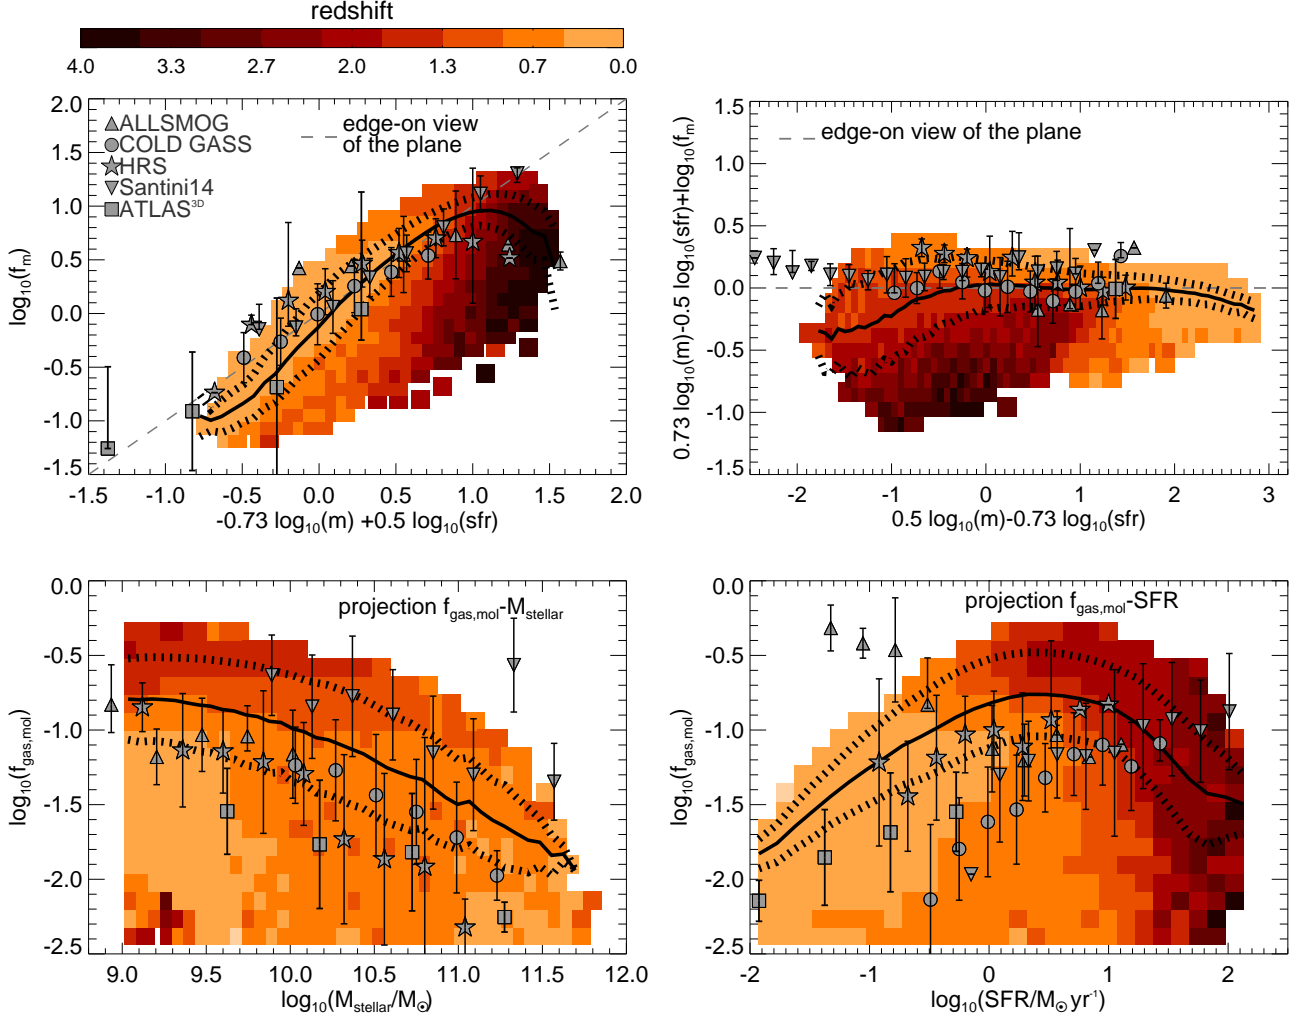 redshift
4.0 3.3 2.7 2.0 1.3 0.7 0.0
2.0
1.5
1.0
0.5
0.0
-0.5
-1.0
-1.5
log₁₀(fₘ)
ALLSMOG
COLD GASS
HRS
Santini14
ATLAS³ᴰ
edge-on view
of the plane
-1.5 -1.0 -0.5 0.0 0.5 1.0 1.5 2.0
-0.73 log₁₀(m) +0.5 log₁₀(sfr)
1.5
1.0
0.5
0.0
-0.5
-1.0
-1.5
0.73 log₁₀(m)-0.5 log₁₀(sfr)+log₁₀(fₘ)
edge-on view of the plane
-2 -1 0 1 2 3
0.5 log₁₀(m)-0.73 log₁₀(sfr)
0.0
-0.5
-1.0
-1.5
-2.0
-2.5
log₁₀(f_gas,mol)
projection f_gas,mol-M_stellar
9.0 9.5 10.0 10.5 11.0 11.5 12.0
log₁₀(M_stellar/M⊙)
0.0
-0.5
-1.0
-1.5
-2.0
-2.5
log₁₀(f_gas,mol)
projection f_gas,mol-SFR
-2 -1 0 1 2
log₁₀(SFR/M⊙yr⁻¹)